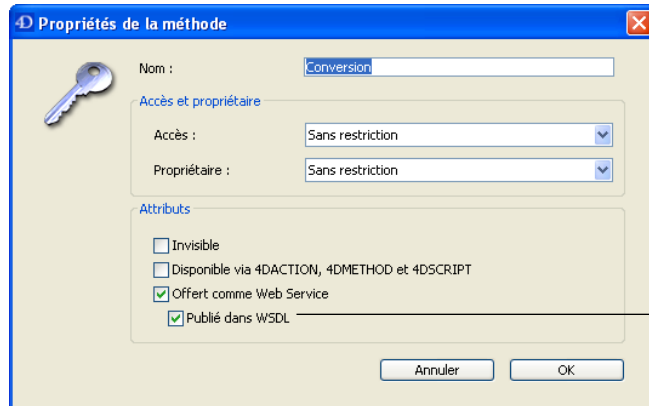 4D Propriétés de la méthode
Nom : Conversion
Accès et propriétaire
Accès : Sans restriction
Propriétaire : Sans restriction
Attributs
Invisible
Disponible via 4DACTION, 4DMETHOD et 4DSCRIPT
Offert comme Web Service
Publié dans WSDL
Annuler OK